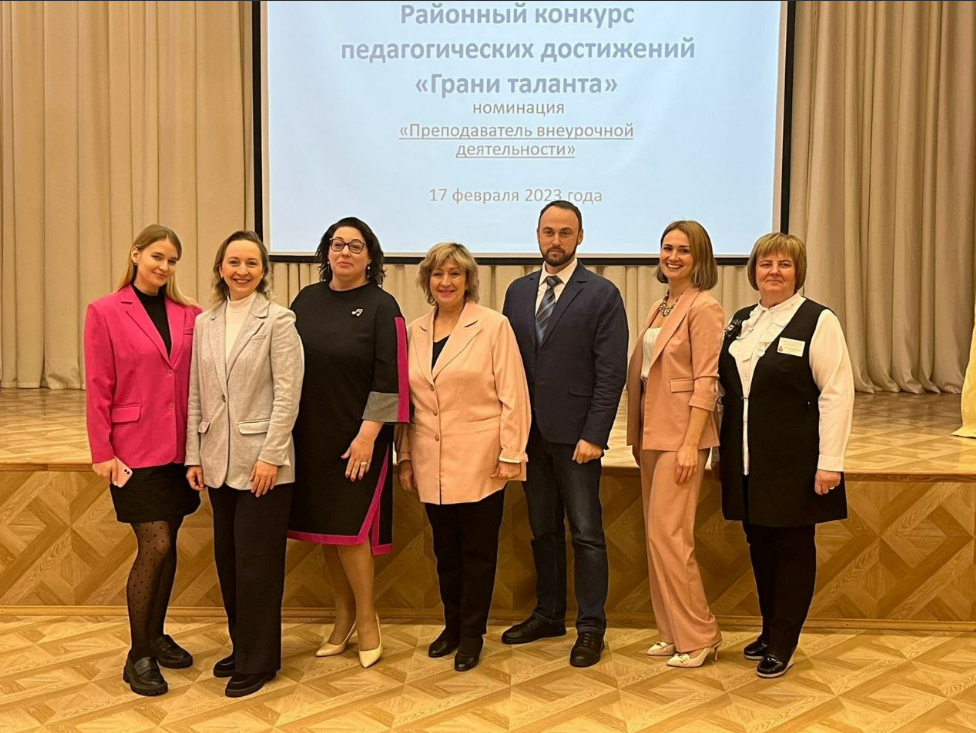 Районный конкурс
педагогических достижений
«Грани таланта»
номинация
«Преподаватель внеурочной
деятельности»
17 февраля 2023 года